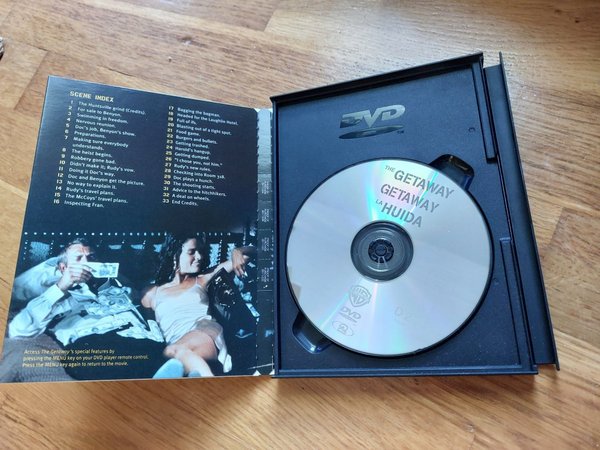 SCENE INDEX
1 The Huntsville grind (Credits).
2 For sale to Benyon.
3 Swimming in freedom.
4 Nervous reunion.
5 Doc's job, Benyon's show.
6 Preparations.
7 Making sure everybody
understands.
8 The heist begins.
9 Robbery gone bad.
10 Didn't make it, Rudy's vow.
11 Doing it Doc's way.
12 Doc and Benyon get the picture.
13 No way to explain it.
14 Rudy's travel plans.
15 The McCoys' travel plans.
16 Inspecting Fran.
17 Bagging the bagman.
18 Headed for the Laughlin Hotel.
19 Full of it.
20 Blasting out of a tight spot.
21 Food game.
22 Burgers and bullets.
23 Getting trashed.
24 Harold's hangup.
25 Getting dumped.
26 "I chose you, not him."
27 Rudy's new rules.
28 Checking into Room 328.
29 Doc plays a hunch.
30 The shooting starts.
31 Advice to the hitchhikers.
32 A deal on wheels.
33 End Credits.
Access The Getaway's special features by
pressing the MENU key on your DVD player remote control.
Press the MENU key again to return to the movie.
DVD
THE GETAWAY
GETAWAY
LA HUIDA
DVD
2